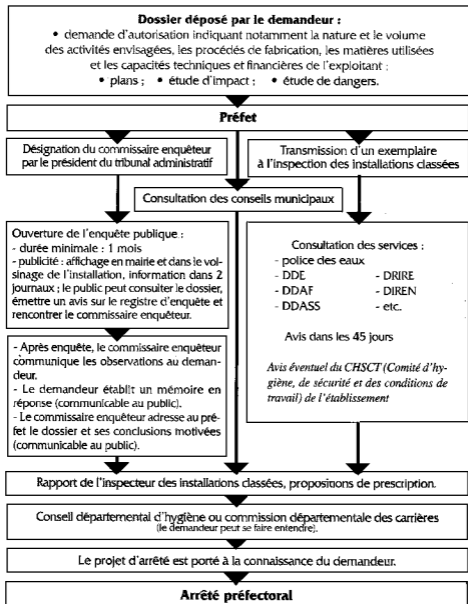 Dossier déposé par le demandeur :
• demande d'autorisation indiquant notamment la nature et le volume
des activités envisagées, les procédés de fabrication, les matières utilisées
et les capacités techniques et financières de l'exploitant ;
• plans ; • étude d'impact ; • étude de dangers.
Préfet
Désignation du commissaire enquêteur
par le président du tribunal administratif
Transmission d'un exemplaire
à l'inspection des installations classées
Consultation des conseils municipaux
Ouverture de l'enquête publique :
- durée minimale : 1 mois
- publicité : affichage en mairie et dans le voi-
sinage de l'installation, information dans 2
journaux ; le public peut consulter le dossier,
émettre un avis sur le registre d'enquête et
rencontrer le commissaire enquêteur.
- Après enquête, le commissaire enquêteur
communique les observations au deman-
deur.
- Le demandeur établit un mémoire en
réponse (communicable au public).
- Le commissaire enquêteur adresse au pré-
fet le dossier et ses conclusions motivées
(communicable au public).
Consultation des services :
- police des eaux
- DDE - DRIRE
- DDAF - DIREN
- DDASS - etc.
Avis dans les 45 jours
Avis éventuel du CHSCT (Comité d'hy-
giène, de sécurité et des conditions de
travail) de l'établissement
Rapport de l'inspecteur des installations classées, propositions de prescription.
Conseil départemental d'hygiène ou commission départementale des carrières
(le demandeur peut se faire entendre).
Le projet d'arrêté est porté à la connaissance du demandeur.
Arrêté préfectoral